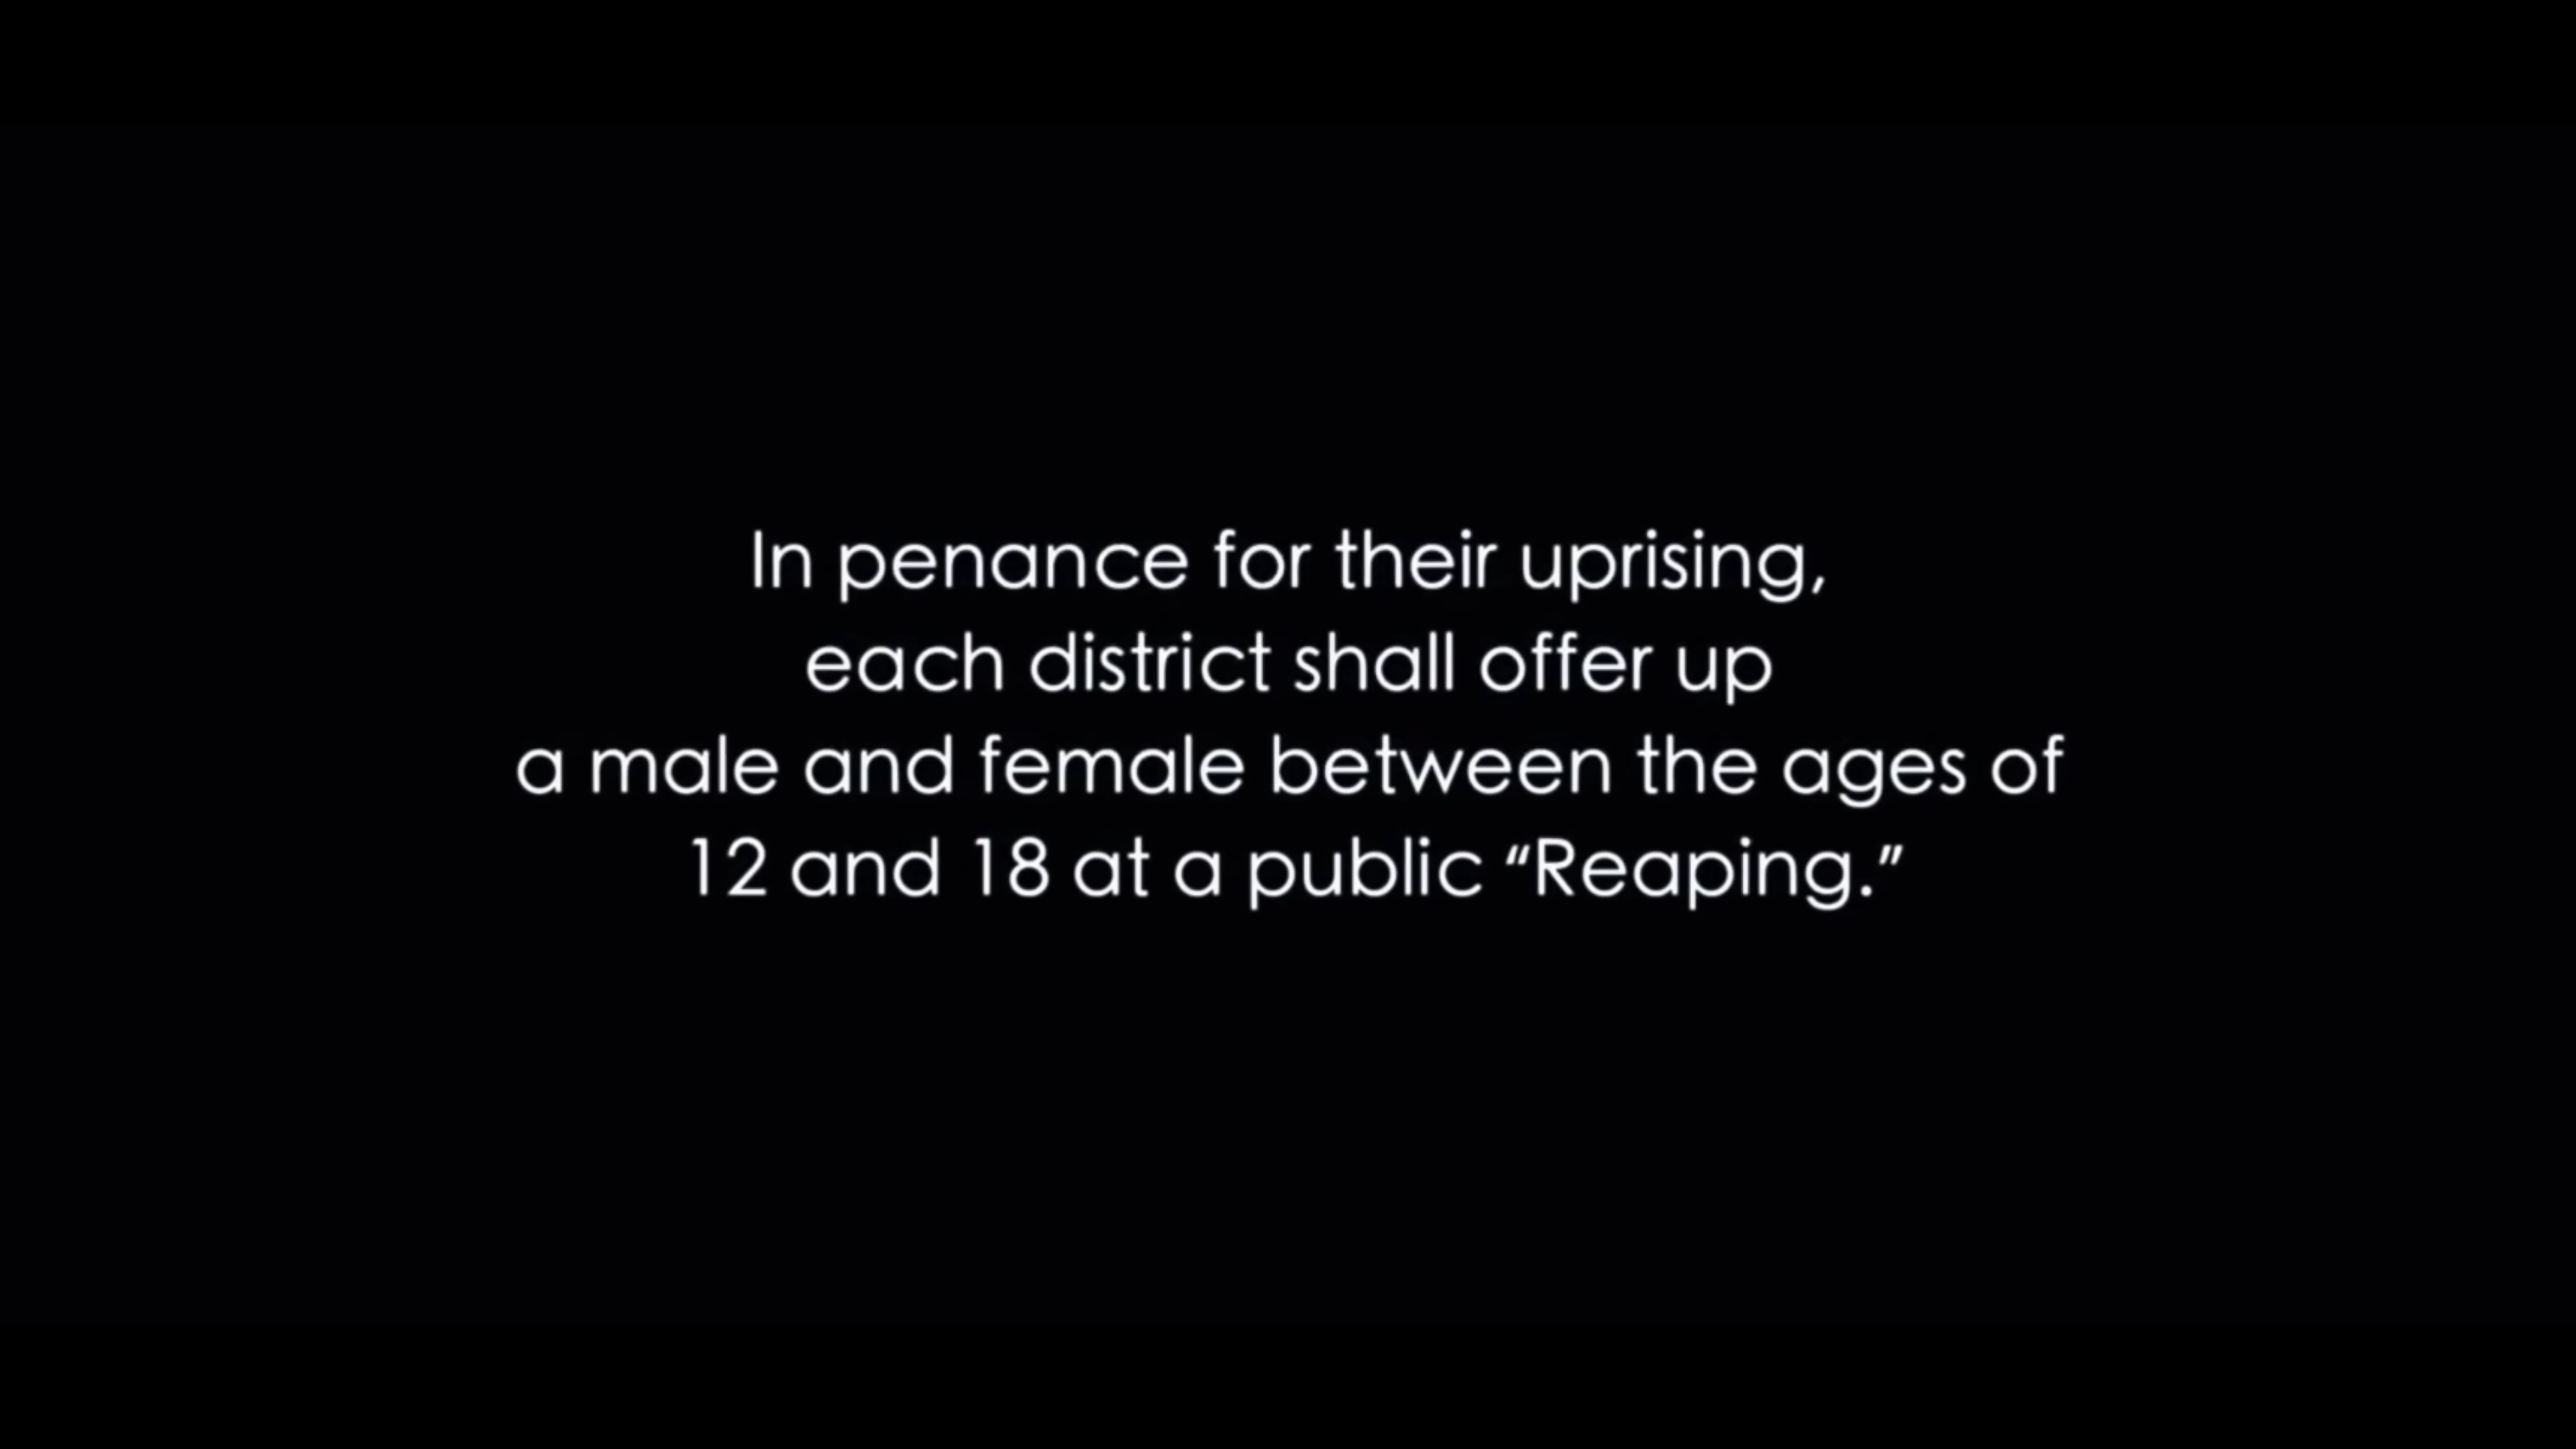 In penance for their uprising,
each district shall offer up
a male and female between the ages of
12 and 18 at a public “Reaping.”